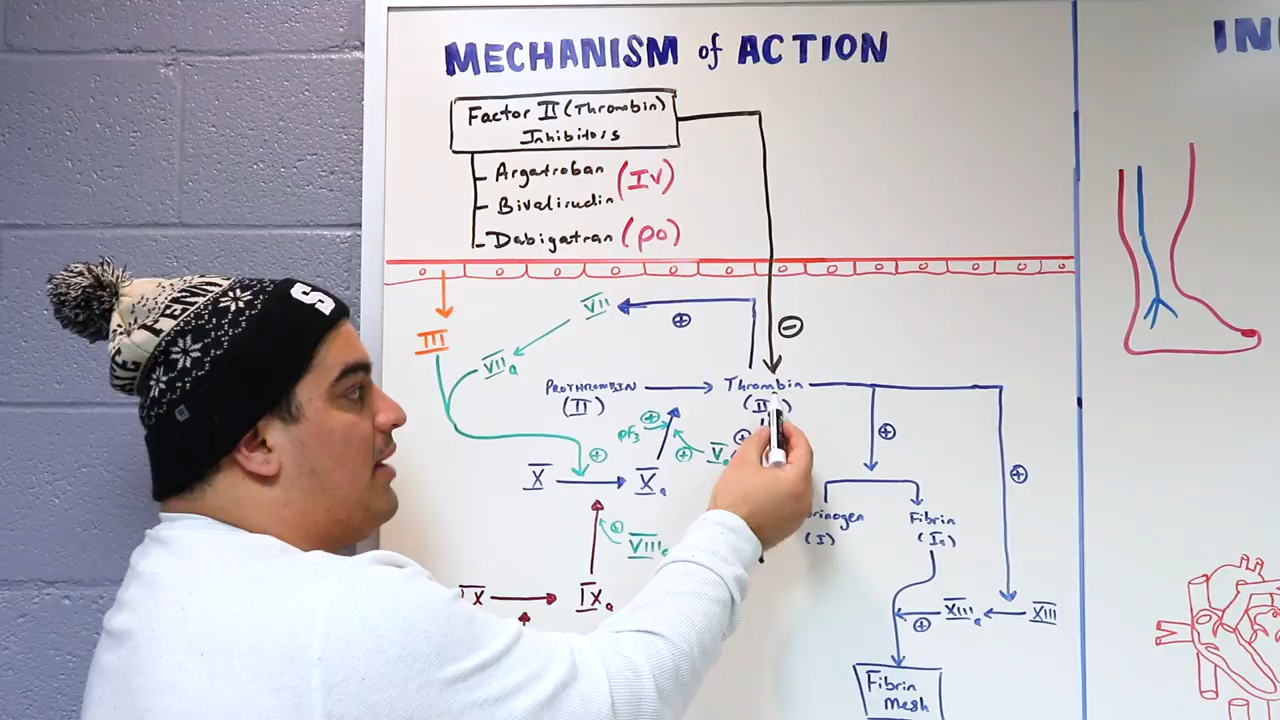 MECHANISM of ACTION
IN
Factor II (Thrombin)
Inhibitors
Argatroban
(IV)
Bivalirudin
Dabigatran (PO)
VII
III
VIIa
PROTHROMBIN
(II)
Thrombin
PF3
Va
X
Xa
Fibrin
(Ia)
(I)
VIIIa
IX
IXa
XIIIa
XIII
Fibrin
Mesh
S